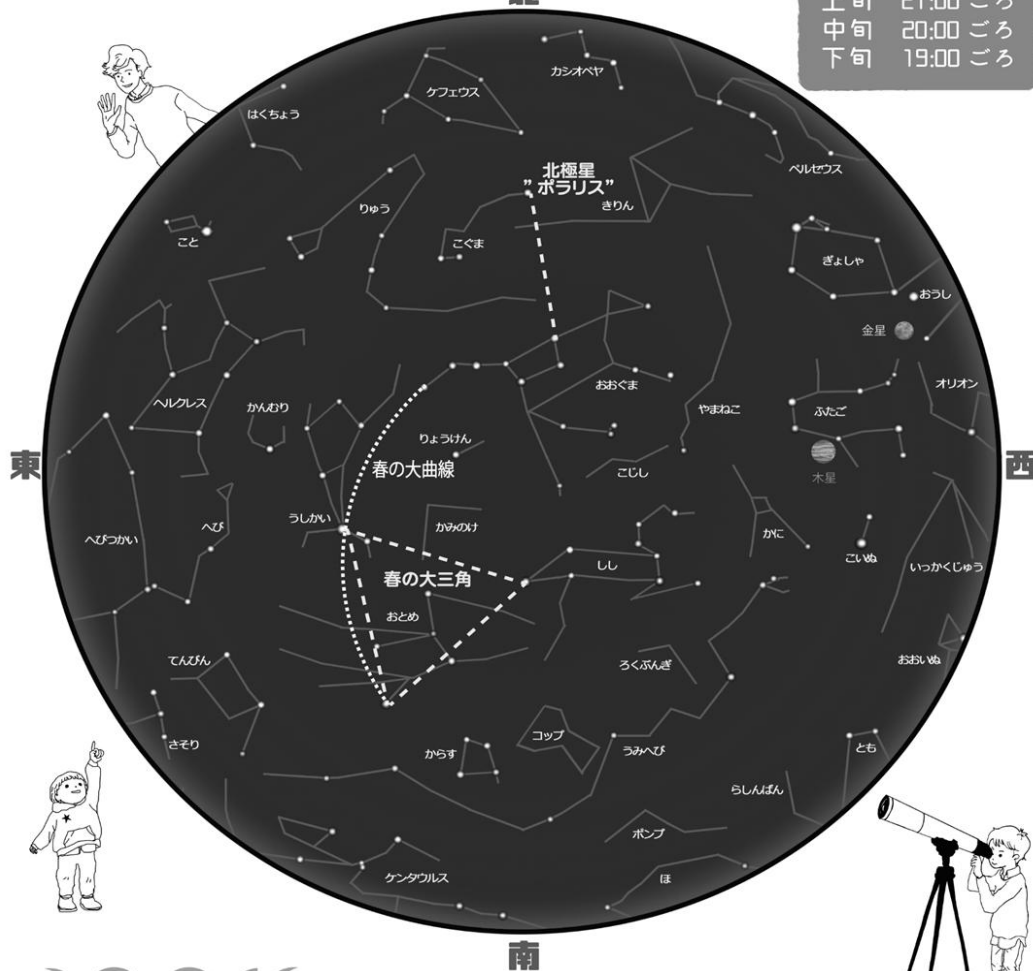 中旬 20:00 ごろ
下旬 19:00 ごろ
カシオペヤ
ケフェウス
はくちょう
ペルセウス
北極星
"ポラリス"
きりん
りゅう
こと
こぐま
ぎょしゃ
おうし
金星
おおぐま
オリオン
ヘルクレス
かんむり
やまねこ
ふたご
りょうけん
東
春の大曲線
こじし
木星
西
うしかい
かみのけ
へび
へびつかい
かに
こいぬ
しし
いっかくじゅう
春の大三角
おとめ
てんびん
ろくぶんぎ
おおいぬ
さそり
からす
コップ
うみへび
とも
らしんばん
ポンプ
ケンタウルス
ほ
南